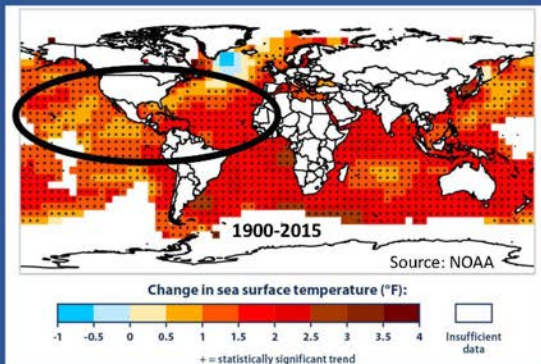 1900-2015
Source: NOAA
Change in sea surface temperature (°F):
-1 -0.5 0 0.5 1 1.5 2 2.5 3 3.5 4
Insufficient
data
+ = statistically significant trend